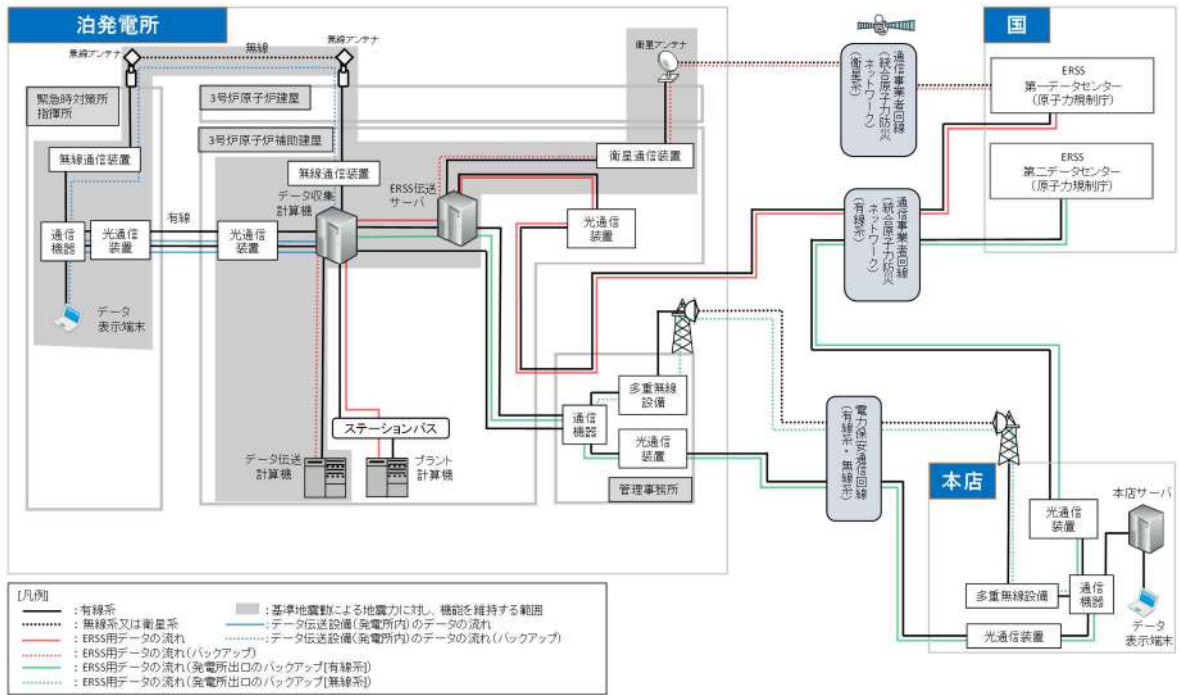 泊発電所
無線アンテナ
無線
無線アンテナ
衛星アンテナ
緊急時対策所
指揮所
3号炉原子炉建屋
3号炉原子炉補助建屋
無線通信装置
無線通信装置
衛星通信装置
データ収集
計算機
ERSS伝送
サーバ
光通信
装置
有線
通信
機器
光通信
装置
光通信
装置
データ
表示端末
ステーションバス
データ伝送
計算機
プラント
計算機
多重無線
設備
通信
機器
光通信
装置
管理事務所
通信事業者回線
(統合原子力防災
ネットワーク)
(衛星系)
通信事業者回線
(統合原子力防災
ネットワーク)
(有線系)
電力保安通信回線
(有線系・無線系)
国
ERSS
第一データセンター
(原子力規制庁)
ERSS
第二データセンター
(原子力規制庁)
本店
本店サーバ
光通信
装置
多重無線設備
通信
機器
光通信装置
データ
表示端末
[凡例]
:有線系
:無線系又は衛星系
:ERSS用データの流れ
:ERSS用データの流れ(バックアップ)
:ERSS用データの流れ(発電所出口のバックアップ[有線系])
:ERSS用データの流れ(発電所出口のバックアップ[無線系])
:基準地震動による地震力に対し、機能を維持する範囲
:データ伝送設備(発電所内)のデータの流れ
:データ伝送設備(発電所内)のデータの流れ(バックアップ)